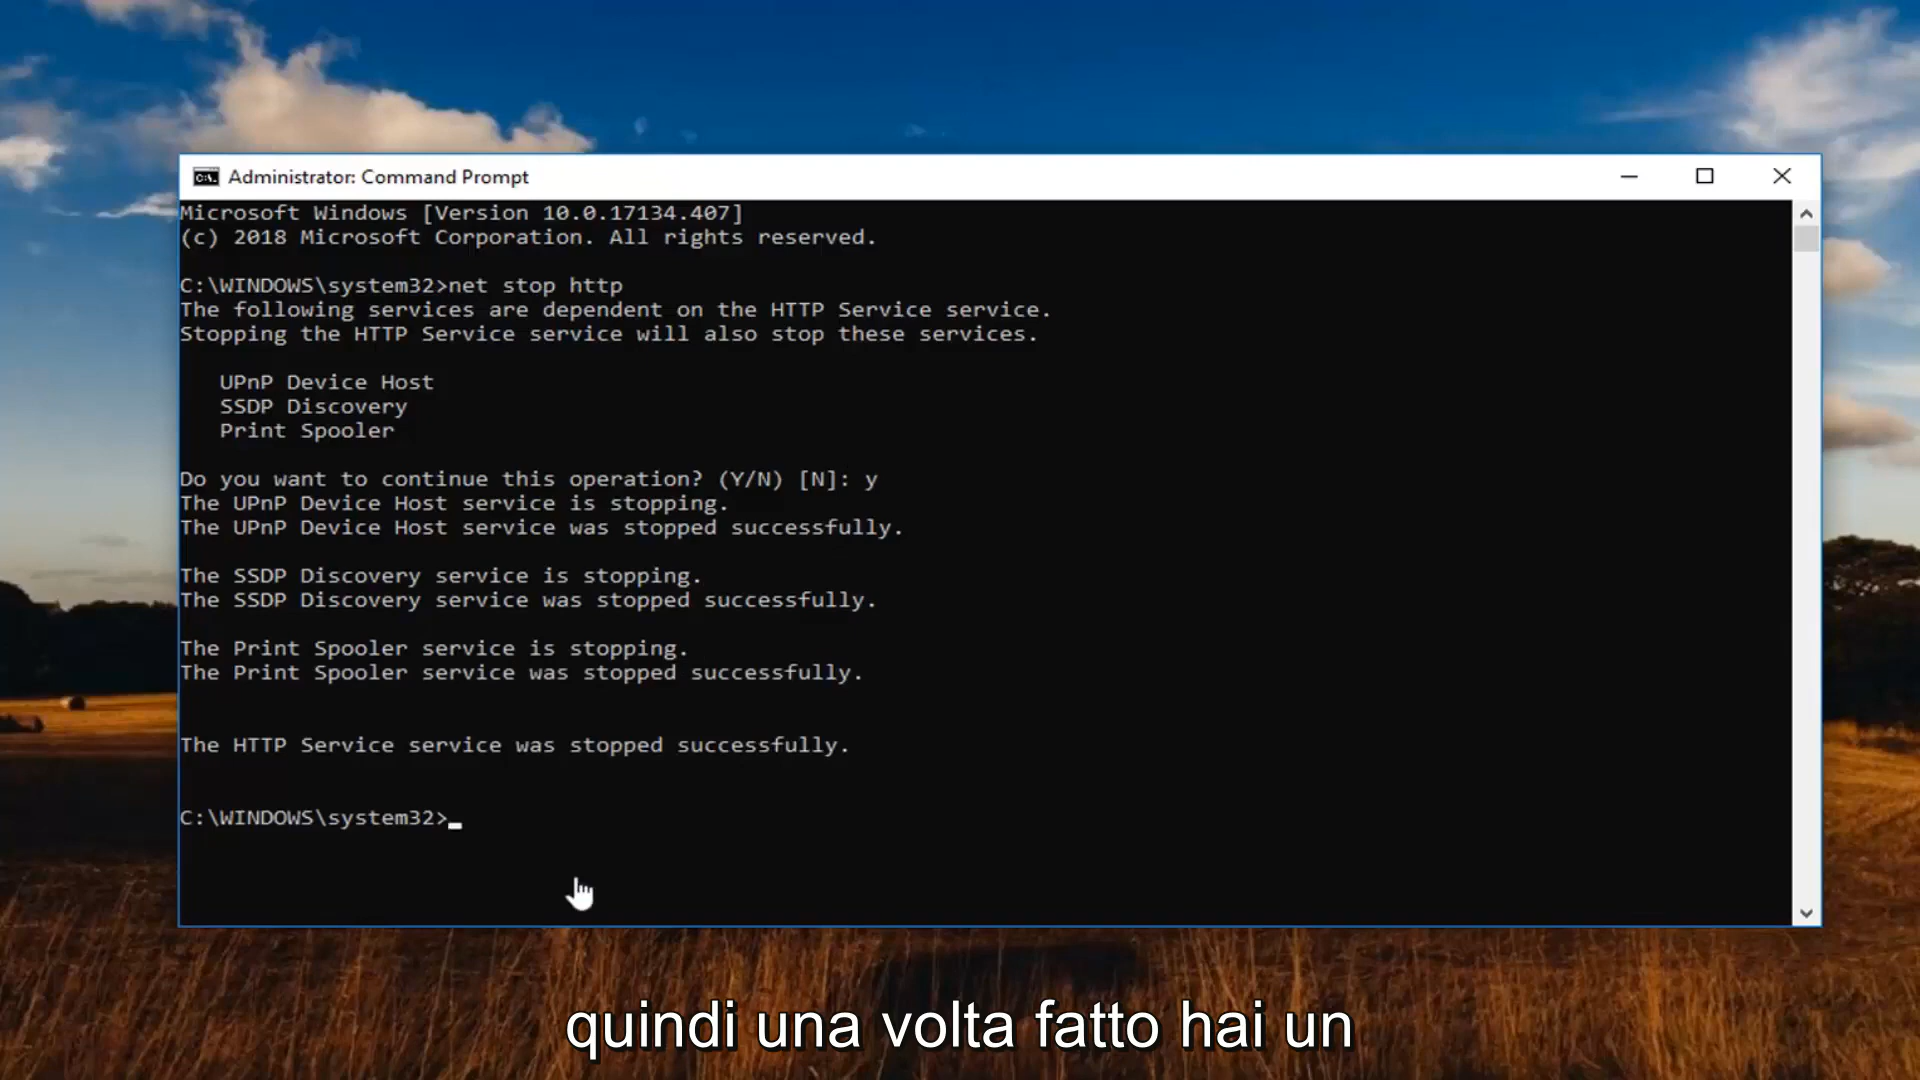 Administrator: Command Prompt
Microsoft Windows [Version 10.0.17134.407]
(c) 2018 Microsoft Corporation. All rights reserved.
C:\WINDOWS\system32>net stop http
The following services are dependent on the HTTP Service service.
Stopping the HTTP Service service will also stop these services.
UPnP Device Host
SSDP Discovery
Print Spooler
Do you want to continue this operation? (Y/N) [N]: y
The UPnP Device Host service is stopping.
The UPnP Device Host service was stopped successfully.
The SSDP Discovery service is stopping.
The SSDP Discovery service was stopped successfully.
The Print Spooler service is stopping.
The Print Spooler service was stopped successfully.
The HTTP Service service was stopped successfully.
C:\WINDOWS\system32>
quindi una volta fatto hai un